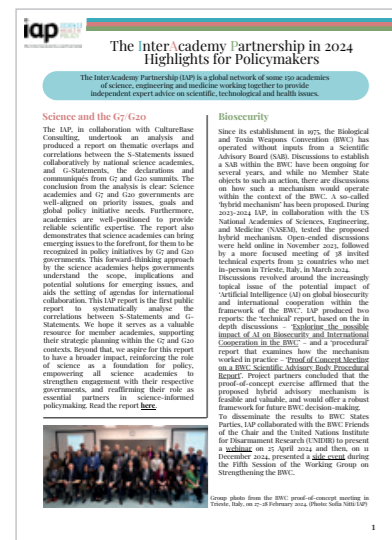 iap SCIENCE HEALTH POLICY
The InterAcademy Partnership in 2024
Highlights for Policymakers
The InterAcademy Partnership (IAP) is a global network of some 150 academies
of science, engineering and medicine working together to provide
independent expert advice on scientific, technological and health issues.
Science and the G7/G20
The IAP, in collaboration with CultureBase
Consulting, undertook an analysis and
produced a report on thematic overlaps and
correlations between the S-Statements issued
collaboratively by national science academies,
and G-Statements, the declarations and
communiqués from G7 and G20 summits. The
conclusion from the analysis is clear: Science
academies and G7 and G20 governments are
well-aligned on priority issues, goals and
global policy initiative needs. Furthermore,
academies are well-positioned to provide
reliable scientific expertise. The report also
demonstrates that science academies can bring
emerging issues to the forefront, for them to be
recognized in policy initiatives by G7 and G20
governments. This forward-thinking approach
by the science academies helps governments
understand the scope, implications and
potential solutions for emerging issues, and
aids the setting of agendas for international
collaboration. This IAP report is the first public
report to systematically analyse the
correlations between S-Statements and G-
Statements. We hope it serves as a valuable
resource for member academies, supporting
their strategic planning within the G7 and G20
contexts. Beyond that, we aspire for this report
to have a broader impact, reinforcing the role
of science as a foundation for policy,
empowering all science academies to
strengthen engagement with their respective
governments, and reaffirming their role as
essential partners in science-informed
policymaking. Read the report here.
Biosecurity
Since its establishment in 1975, the Biological
and Toxin Weapons Convention (BWC) has
operated without inputs from a Scientific
Advisory Board (SAB). Discussions to establish
a SAB within the BWC have been ongoing for
several years, and while no Member State
objects to such an action, there are discussions
on how such a mechanism would operate
within the context of the BWC. A so-called
'hybrid mechanism' has been proposed. During
2023-2024 IAP, in collaboration with the US
National Academies of Sciences, Engineering,
and Medicine (NASEM), tested the proposed
hybrid mechanism. Open-ended discussions
were held online in November 2023, followed
by a more focused meeting of 38 invited
technical experts from 32 countries who met
in-person in Trieste, Italy, in March 2024.
Discussions revolved around the increasingly
topical issue of the potential impact of
'Artificial Intelligence (AI) on global biosecurity
and international cooperation within the
framework of the BWC'. IAP produced two
reports: the 'technical' report, based on the in
depth discussions – 'Exploring the possible
impact of AI on Biosecurity and International
Cooperation in the BWC' – and a 'procedural'
report that examines how the mechanism
worked in practice – 'Proof of Concept Meeting
on a BWC Scientific Advisory Body Procedural
Report'. Project partners concluded that the
proof-of-concept exercise affirmed that the
proposed hybrid advisory mechanism is
feasible and valuable, and would offer a robust
framework for future BWC decision-making.
To disseminate the results to BWC States
Parties, IAP collaborated with the BWC Friends
of the Chair and the United Nations Institute
for Disarmament Research (UNIDIR) to present
a webinar on 25 April 2024 and then, on 11
December 2024, presented a side event during
the Fifth Session of the Working Group on
Strengthening the BWC.
Group photo from the BWC proof-of-concept meeting in
Trieste, Italy, on 27-28 February 2024. (Photo: Sofia Nitti/IAP)
1